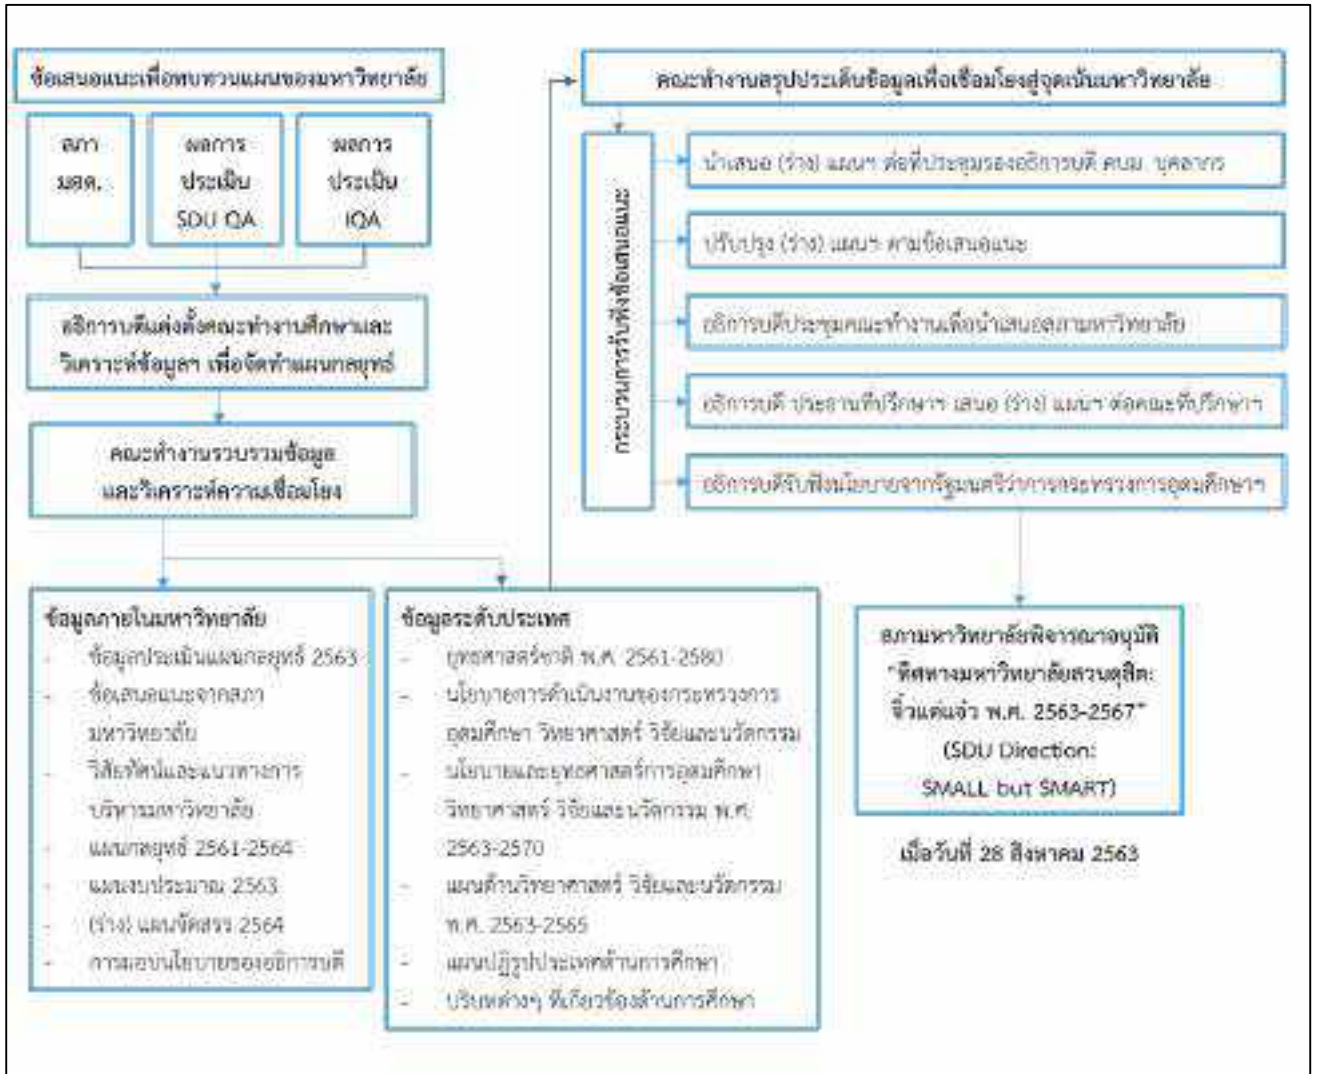 ข้อเสนอแนะเพื่อทบทวนแผนของมหาวิทยาลัย
สภา
มสด.
ผลการ
ประเมิน
SDU QA
ผลการ
ประเมิน
IQA
อธิการบดีแต่งตั้งคณะทำงานศึกษาและ
วิเคราะห์ข้อมูลฯ เพื่อจัดทำแผนกลยุทธ์
คณะทำงานรวบรวมข้อมูล
และวิเคราะห์ความเชื่อมโยง
ข้อมูลภายในมหาวิทยาลัย
- ข้อมูลประเมินแผนกลยุทธ์ 2563
- ข้อเสนอแนะจากสภา
มหาวิทยาลัย
- วิสัยทัศน์และแนวทางการ
บริหารมหาวิทยาลัย
- แผนกลยุทธ์ 2561-2564
- แผนงบประมาณ 2563
- (ร่าง) แผนจัดสรร 2564
- การมอบนโยบายของอธิการบดี
ข้อมูลระดับประเทศ
- ยุทธศาสตร์ชาติ พ.ศ. 2561-2580
- นโยบายการดำเนินงานของกระทรวงการ
อุดมศึกษา วิทยาศาสตร์ วิจัยและนวัตกรรม
- นโยบายและยุทธศาสตร์การอุดมศึกษา
วิทยาศาสตร์ วิจัยและนวัตกรรม พ.ศ.
2563-2570
- แผนด้านวิทยาศาสตร์ วิจัยและนวัตกรรม
พ.ศ. 2563-2565
- แผนปฏิรูปประเทศด้านการศึกษา
- บริบทต่างๆ ที่เกี่ยวข้องด้านการศึกษา
คณะทำงานสรุปประเด็นข้อมูลเพื่อเชื่อมโยงสู่จุดเน้นมหาวิทยาลัย
กระบวนการรับฟังข้อเสนอแนะ
นำเสนอ (ร่าง) แผนฯ ต่อที่ประชุมรองอธิการบดี คบม. บุคลากร
ปรับปรุง (ร่าง) แผนฯ ตามข้อเสนอแนะ
อธิการบดีประชุมคณะทำงานเพื่อนำเสนอสภามหาวิทยาลัย
อธิการบดี ประธานที่ปรึกษาฯ เสนอ (ร่าง) แผนฯ ต่อคณะที่ปรึกษาฯ
อธิการบดีรับฟังนโยบายจากรัฐมนตรีว่าการกระทรวงการอุดมศึกษาฯ
สภามหาวิทยาลัยพิจารณาอนุมัติ
"ทิศทางมหาวิทยาลัยสวนดุสิต:
จิ๋วแต่แจ๋ว พ.ศ. 2563-2567"
(SDU Direction:
SMALL but SMART)
เมื่อวันที่ 28 สิงหาคม 2563